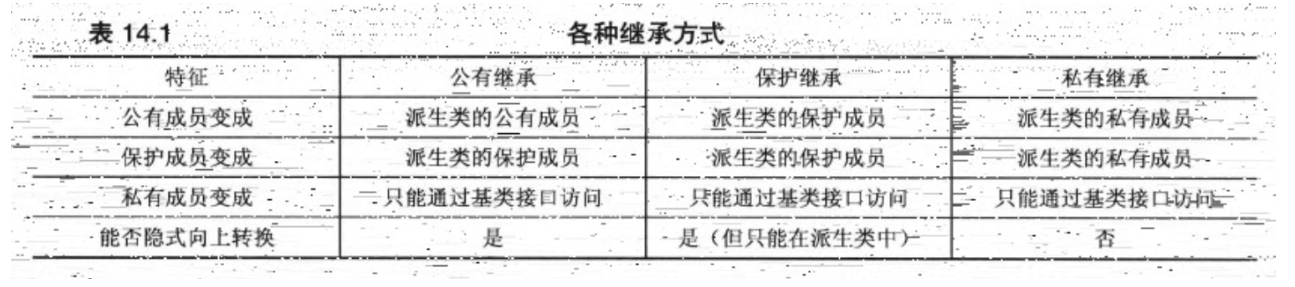 表 14.1 各种继承方式
特征 公有继承 保护继承 私有继承
公有成员变成 派生类的公有成员 派生类的保护成员 派生类的私有成员
保护成员变成 派生类的保护成员 派生类的保护成员 派生类的私有成员
私有成员变成 只能通过基类接口访问 只能通过基类接口访问 只能通过基类接口访问
能否隐式向上转换 是 是（但只能在派生类中） 否